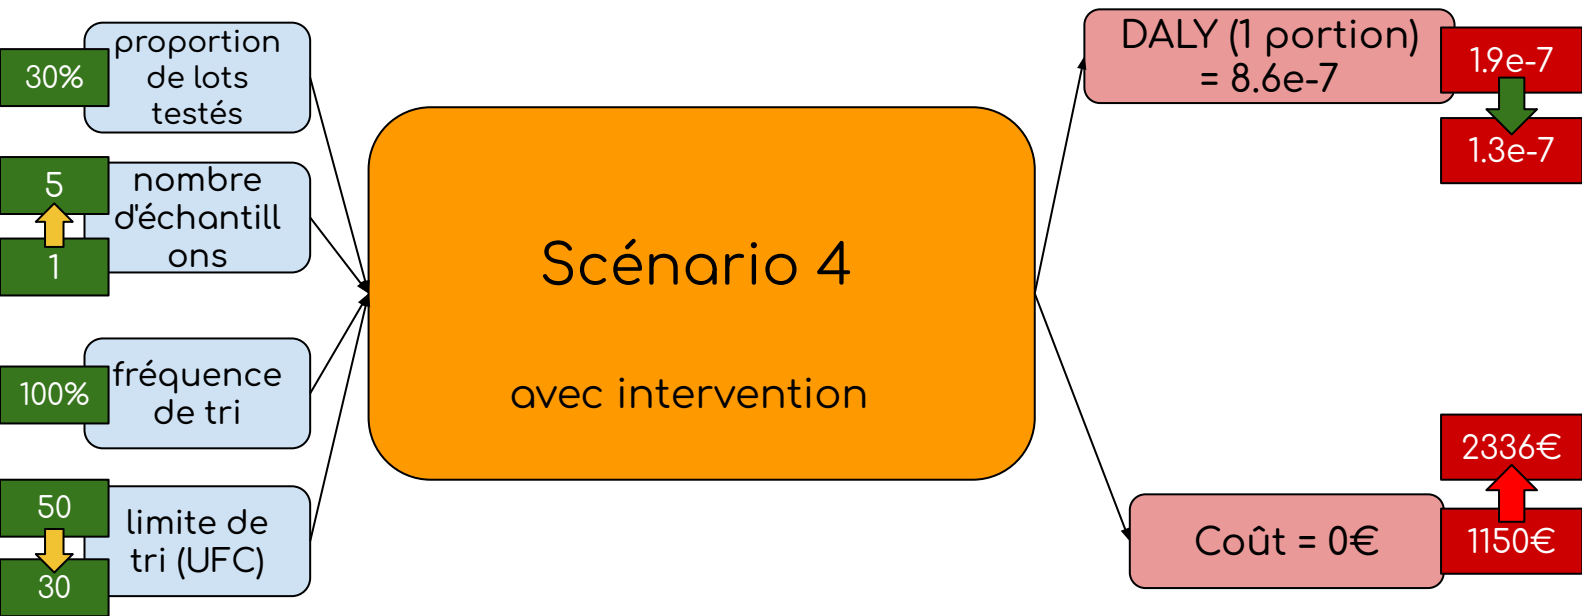 30%
proportion
de lots
testés
5
1
nombre
d'échantill
ons
100%
fréquence
de tri
50
30
limite de
tri (UFC)
Scénario 4
avec intervention
DALY (1 portion)
= 8.6e-7
1.9e-7
1.3e-7
2336€
Coût = 0€
1150€